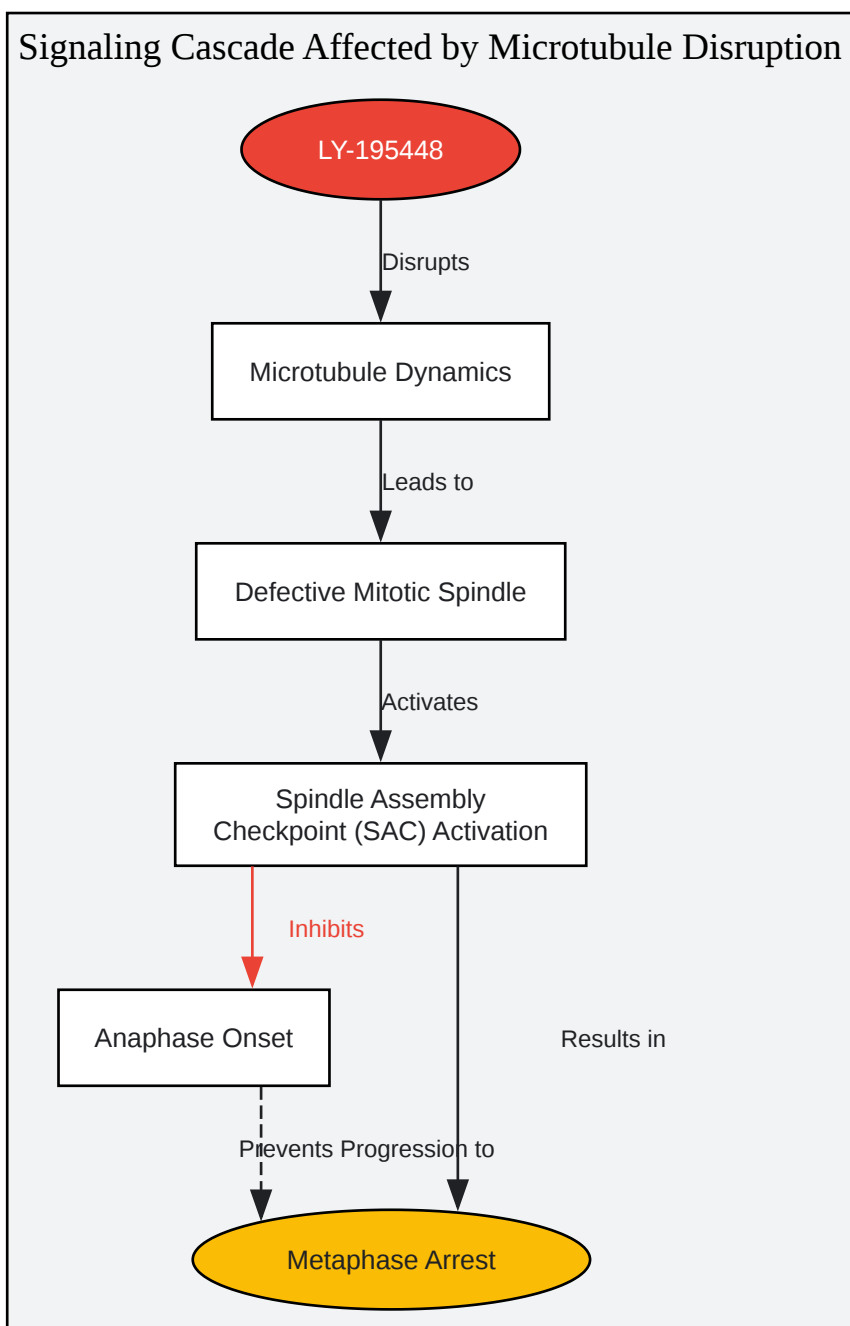 Signaling Cascade Affected by Microtubule Disruption
LY-195448
Disrupts
Microtubule Dynamics
Leads to
Defective Mitotic Spindle
Activates
Spindle Assembly
Checkpoint (SAC) Activation
Inhibits
Anaphase Onset
Results in
Prevents Progression to
Metaphase Arrest